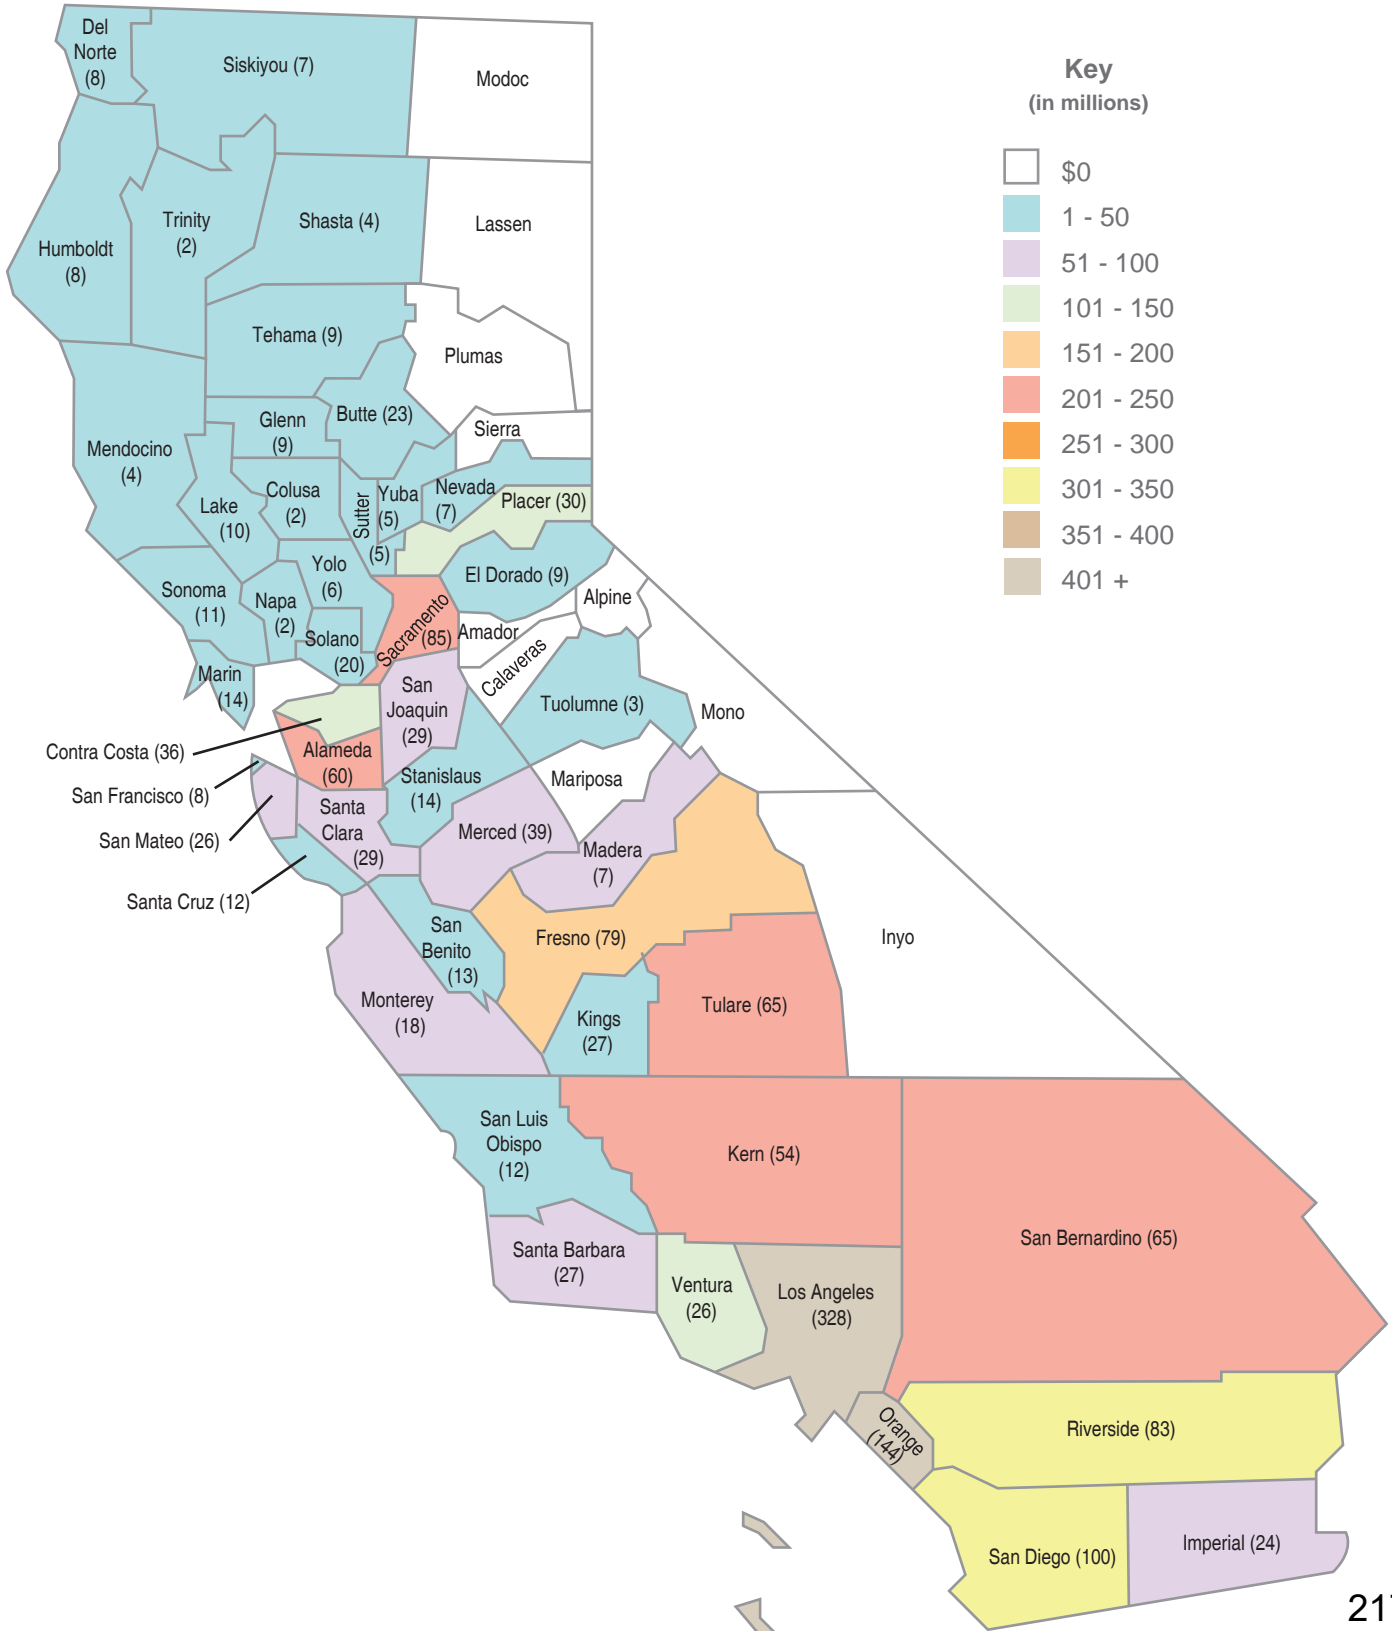 Del
Norte
(8)
Siskiyou (7)
Modoc
Key
(in millions)
$0
1 - 50
51 - 100
101 - 150
151 - 200
201 - 250
251 - 300
301 - 350
351 - 400
401 +
Humboldt
(8)
Trinity
(2)
Shasta (4)
Lassen
Tehama (9)
Plumas
Mendocino
(4)
Glenn
(9)
Butte (23)
Sierra
Lake
(10)
Colusa
(2)
Sutter
(5)
Yuba
(5)
Nevada
(7)
Placer (30)
Sonoma
(11)
Napa
(2)
Yolo
(6)
Solano
(20)
Sacramento
(85)
El Dorado (9)
Amador
Alpine
Marin
(14)
Calaveras
San
Joaquin
(29)
Tuolumne (3)
Mono
Contra Costa (36)
Alameda
(60)
San Francisco (8)
Stanislaus
(14)
Mariposa
San Mateo (26)
Santa
Clara
(29)
Merced (39)
Madera
(7)
Santa Cruz (12)
San
Benito
(13)
Fresno (79)
Inyo
Monterey
(18)
Kings
(27)
Tulare (65)
San Luis
Obispo
(12)
Kern (54)
San Bernardino (65)
Santa Barbara
(27)
Ventura
(26)
Los Angeles
(328)
Orange
(144)
Riverside (83)
San Diego (100)
Imperial (24)
217